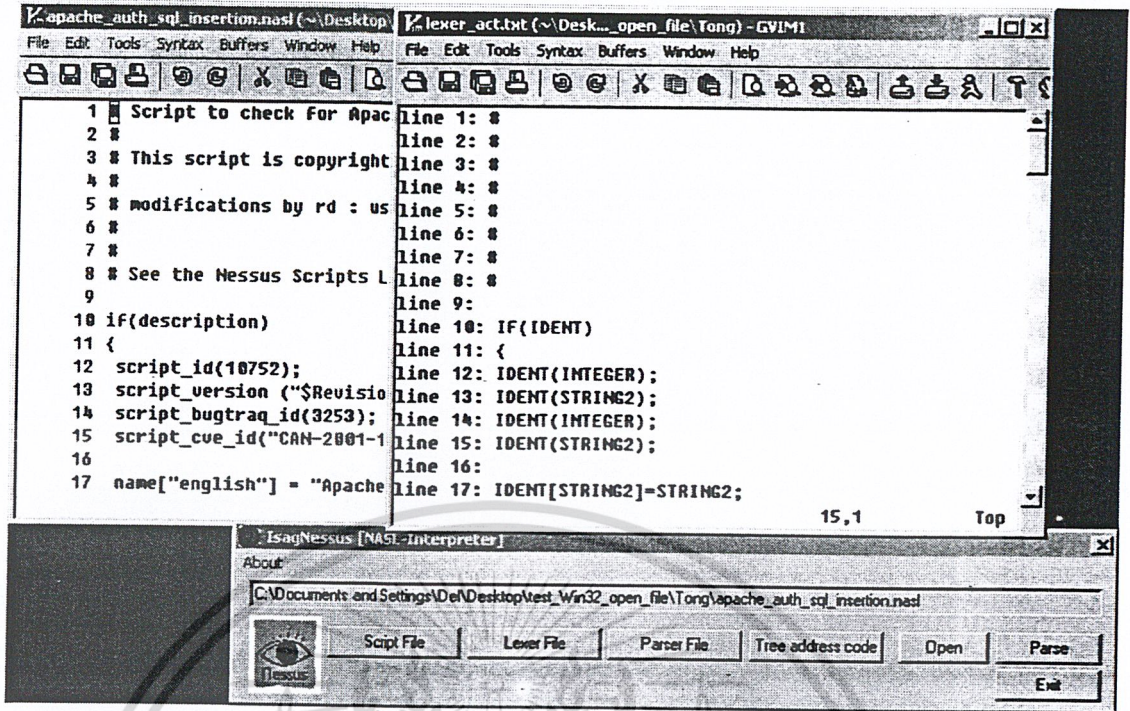 apache_auth_sql_insertion.nasl (~\Desktop
File Edit Tools Syntax Buffers Window Help
1 # Script to check for Apac
2 #
3 # This script is copyright
4 #
5 # modifications by rd : us
6 #
7 #
8 # See the Nessus Scripts L
9
10 if(description)
11 {
12 script_id(10752);
13 script_version ("$Revisio
14 script_bugtraq_id(3253);
15 script_cve_id("CAN-2001-1
16
17 name["english"] = "Apache
lexer_act.txt (~\Desk..._open_file\Tong) - GVIM1
File Edit Tools Syntax Buffers Window Help
line 1: #
line 2: #
line 3: #
line 4: #
line 5: #
line 6: #
line 7: #
line 8: #
line 9:
line 10: IF(IDENT)
line 11: {
line 12: IDENT(INTEGER);
line 13: IDENT(STRING2);
line 14: IDENT(INTEGER);
line 15: IDENT(STRING2);
line 16:
line 17: IDENT[STRING2]=STRING2;
15,1 Top
IsagNessus [NASL-Interpreter]
About
C:\Documents and Settings\Del\Desktop\test_Win32_open_file\Tong\apache_auth_sql_insertion.nasl
Nessus
Script File Lexer File Parser File Tree address code Open Parse
Exit